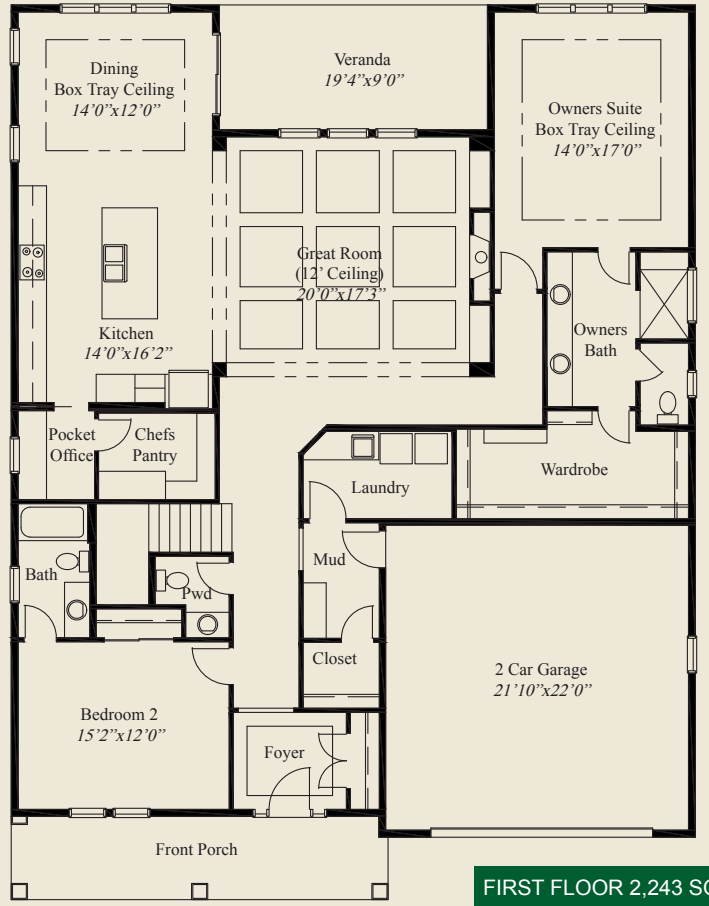 Dining
Box Tray Ceiling
14’0”x12’0”
Veranda
19’4”x9’0”
Owners Suite
Box Tray Ceiling
14’0”x17’0”
Great Room
(12’ Ceiling)
20’0”x17’3”
Kitchen
14’0”x16’2”
Owners
Bath
Pocket
Office
Chefs
Pantry
Laundry
Wardrobe
Bath
Pwd
Mud
Closet
2 Car Garage
21’10”x22’0”
Bedroom 2
15’2”x12’0”
Foyer
Front Porch
FIRST FLOOR 2,243 SQ